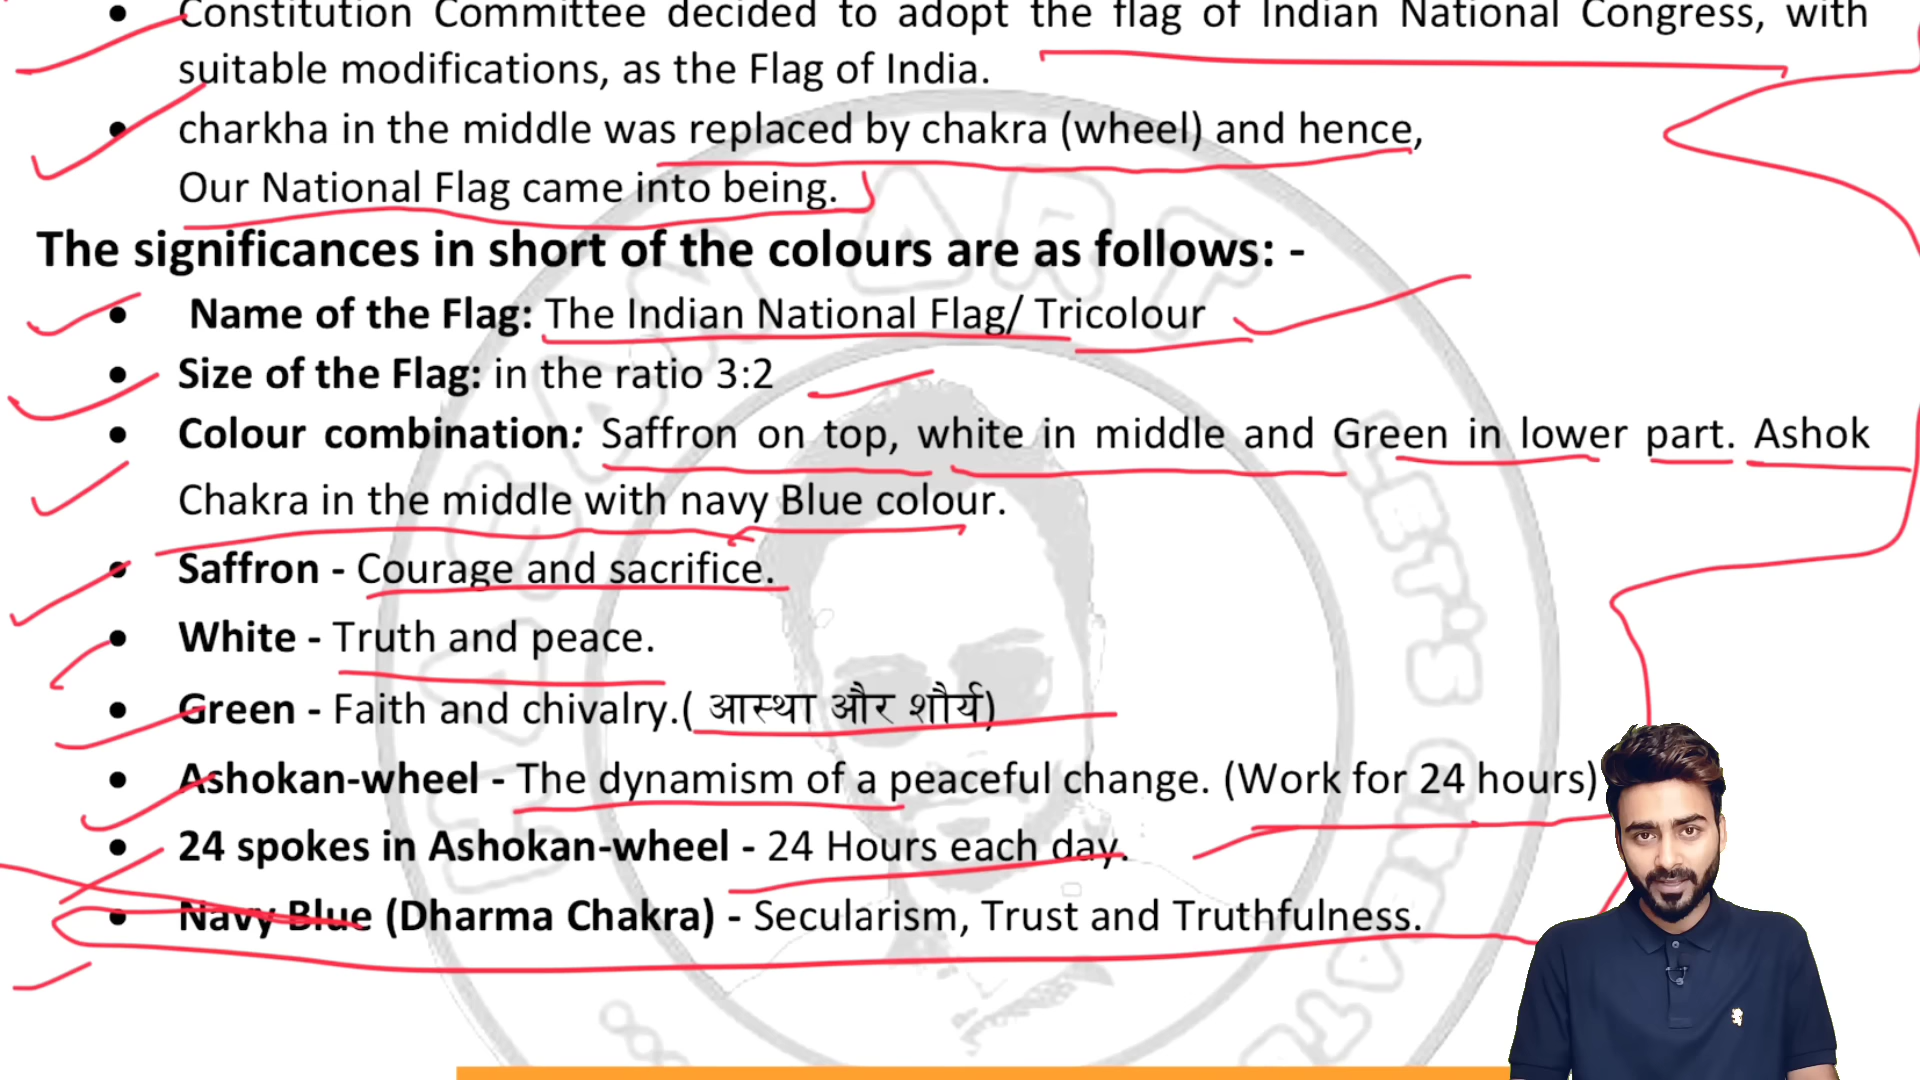 Constitution Committee decided to adopt the flag of Indian National Congress, with
suitable modifications, as the Flag of India.
charkha in the middle was replaced by chakra (wheel) and hence,
Our National Flag came into being.
The significances in short of the colours are as follows: -
Name of the Flag: The Indian National Flag/ Tricolour
Size of the Flag: in the ratio 3:2
Colour combination: Saffron on top, white in middle and Green in lower part. Ashok
Chakra in the middle with navy Blue colour.
Saffron - Courage and sacrifice.
White - Truth and peace.
Green - Faith and chivalry.( आस्था और शौर्य)
Ashokan-wheel - The dynamism of a peaceful change. (Work for 24 hours)
24 spokes in Ashokan-wheel - 24 Hours each day.
Navy Blue (Dharma Chakra) - Secularism, Trust and Truthfulness.